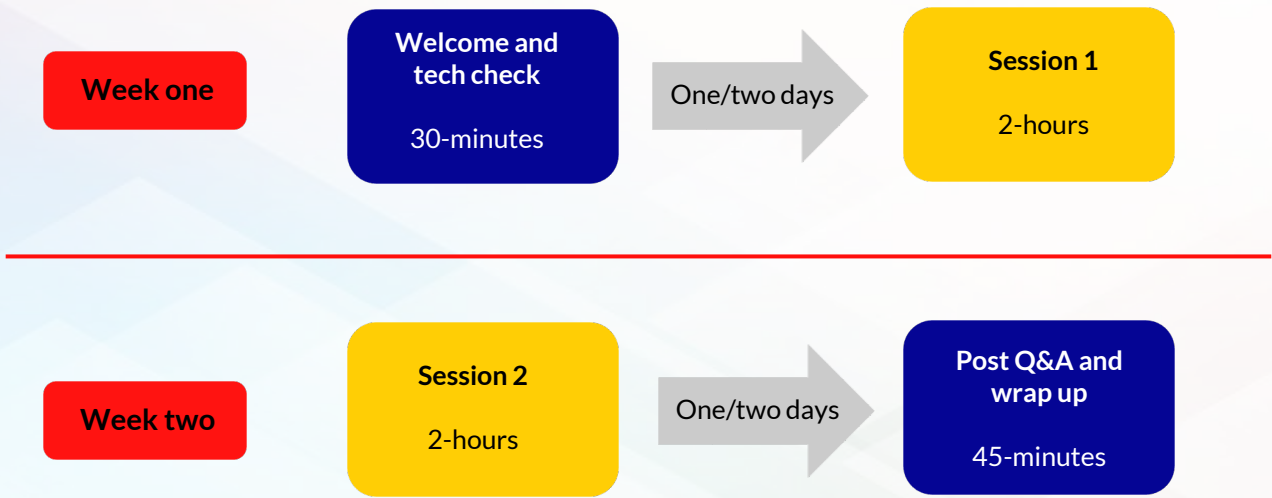 Week one
Welcome and
tech check
30-minutes
One/two days
Session 1
2-hours
Week two
Session 2
2-hours
One/two days
Post Q&A and
wrap up
45-minutes